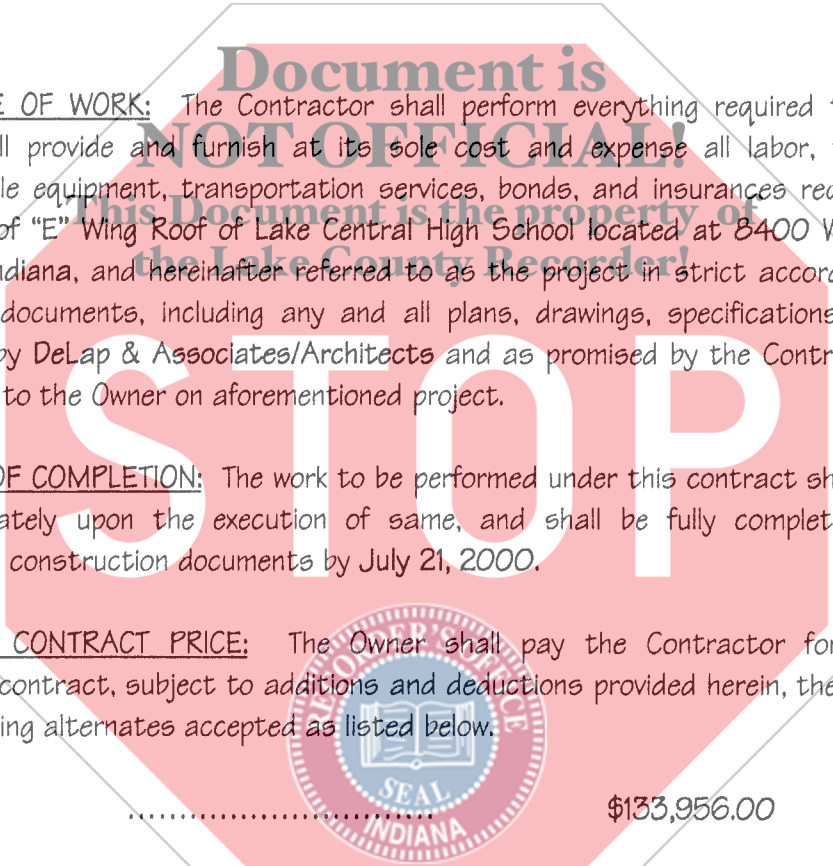 Document is
E OF WORK: The Contractor shall perform everything required
NOT OFFICIAL!
ll provide and furnish at its sole cost and expense all labor,
This Document is the property of
le equipment, transportation services, bonds, and insurances req
of "E" Wing Roof of Lake Central High School located at 8400 W
the Lake County Recorder!
ndiana, and hereinafter referred to as the project in strict accord
documents, including any and all plans, drawings, specifications
by DeLap & Associates/Architects and as promised by the Contr
to the Owner on aforementioned project.
STOP
OF COMPLETION: The work to be performed under this contract sh
ately upon the execution of same, and shall be fully complet
construction documents by July 21, 2000.
CONTRACT PRICE: The Owner shall pay the Contractor for
contract, subject to additions and deductions provided herein, the
ing alternates accepted as listed below.
RECORDER'S OFFICE
SEAL
INDIANA
.............................. $133,956.00